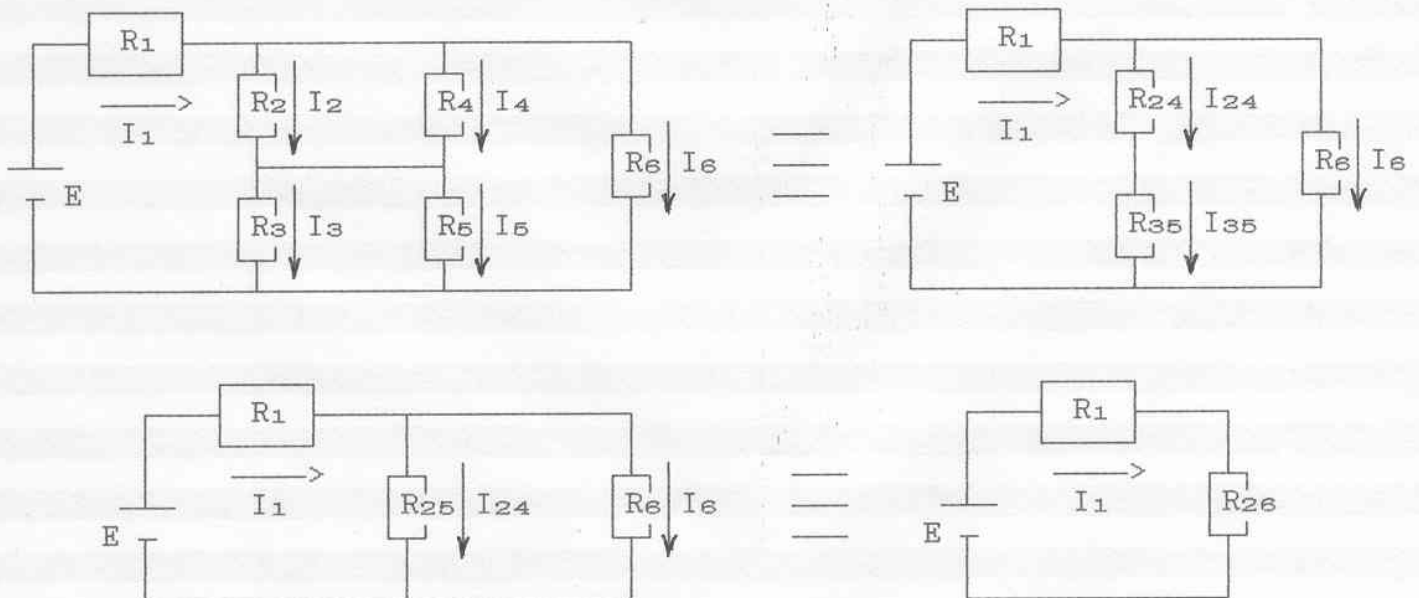 R1 R1
R2 I2 R4 I4 R24 I24
I1 I1
R6 I6 R6 I6
E E
R3 I3 R5 I5 R35 I35
R1 R1
I1 R25 I24 R6 I6 I1 R26
E E